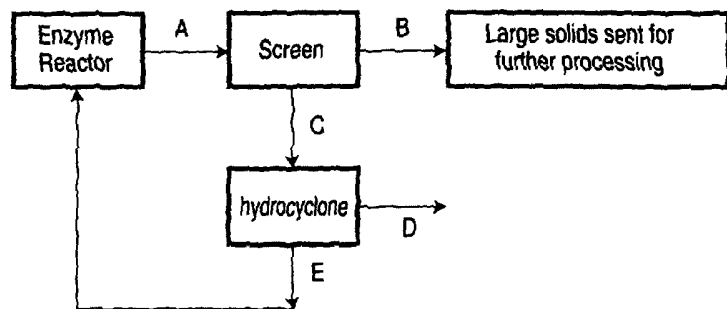 Enzyme
Reactor
A
Screen
B
Large solids sent for
further processing
C
hydrocyclone
D
E